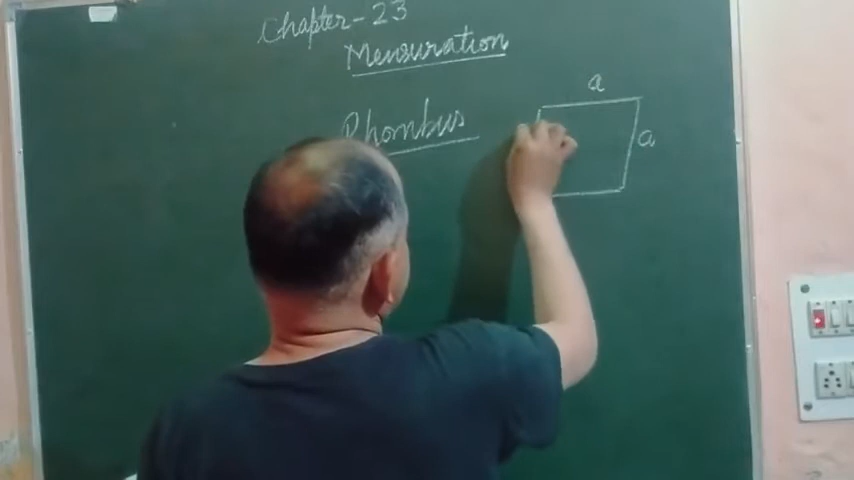 Chapter-23
Mensuration
Rhombus
a
a